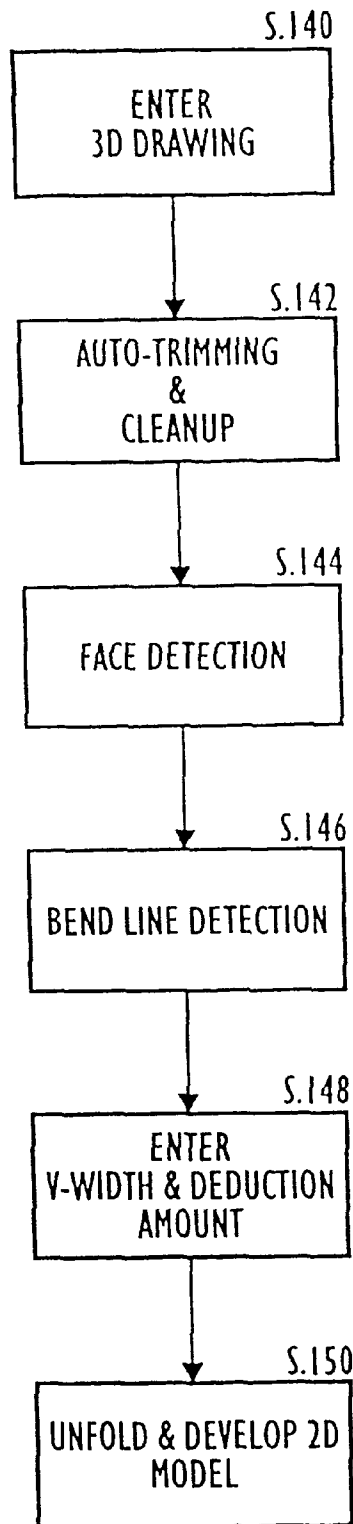 S.140
ENTER
3D DRAWING
S.142
AUTO-TRIMMING
&
CLEANUP
S.144
FACE DETECTION
S.146
BEND LINE DETECTION
S.148
ENTER
V-WIDTH & DEDUCTION
AMOUNT
S.150
UNFOLD & DEVELOP 2D
MODEL